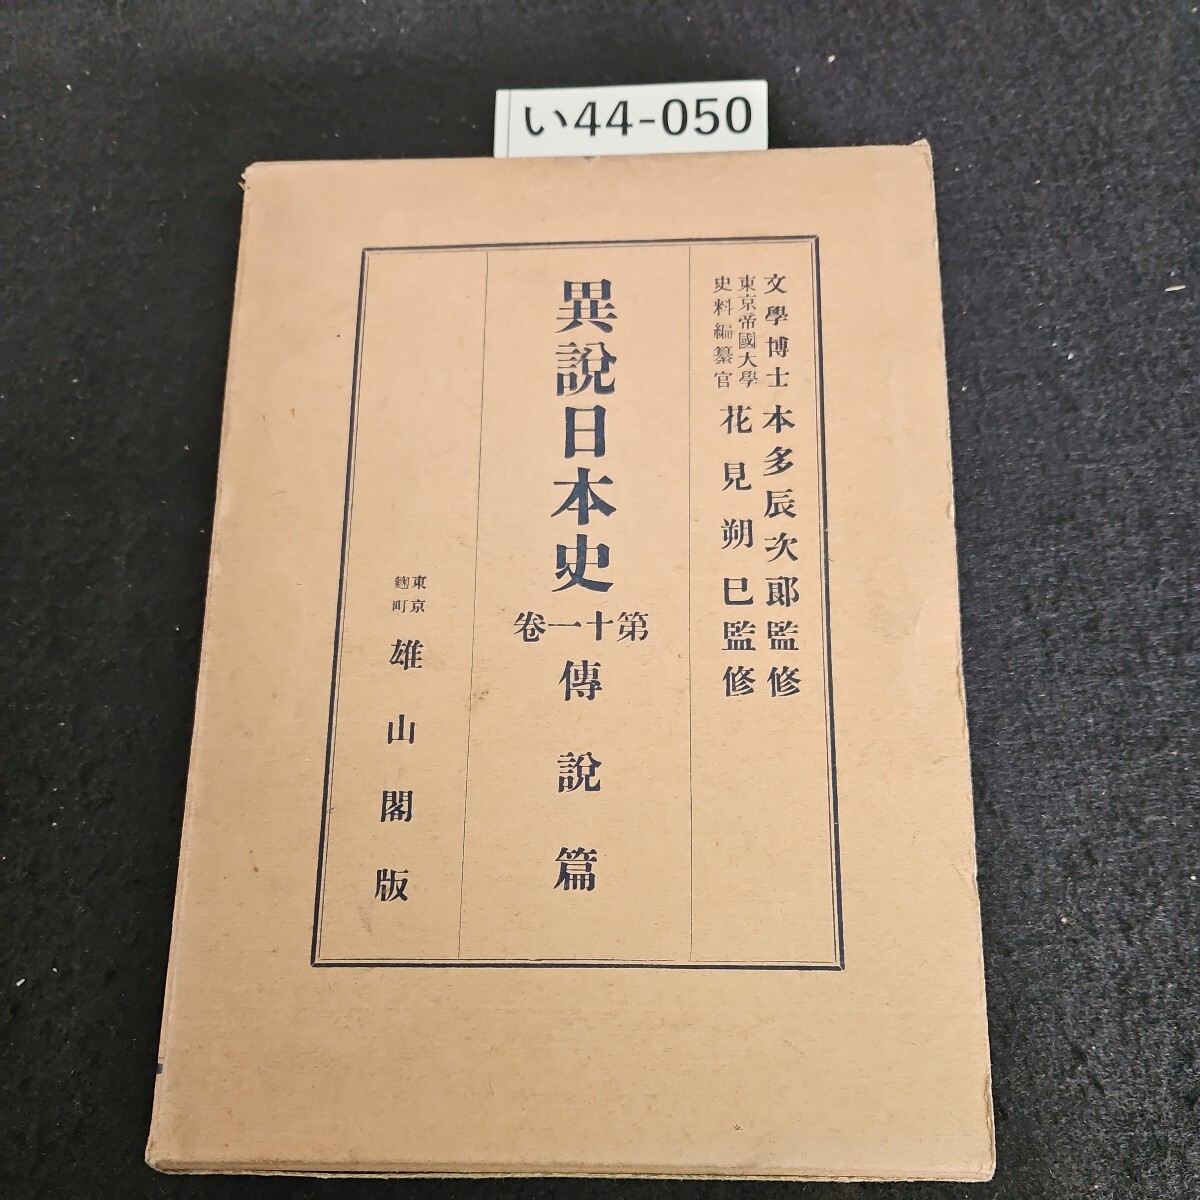 い44-050
文學博士 本多辰次郞監修
東京帝國大學
史料編纂官 花見朔巳監修
異說日本史
第十一卷
傳說篇
東京
麴町
雄山閣版